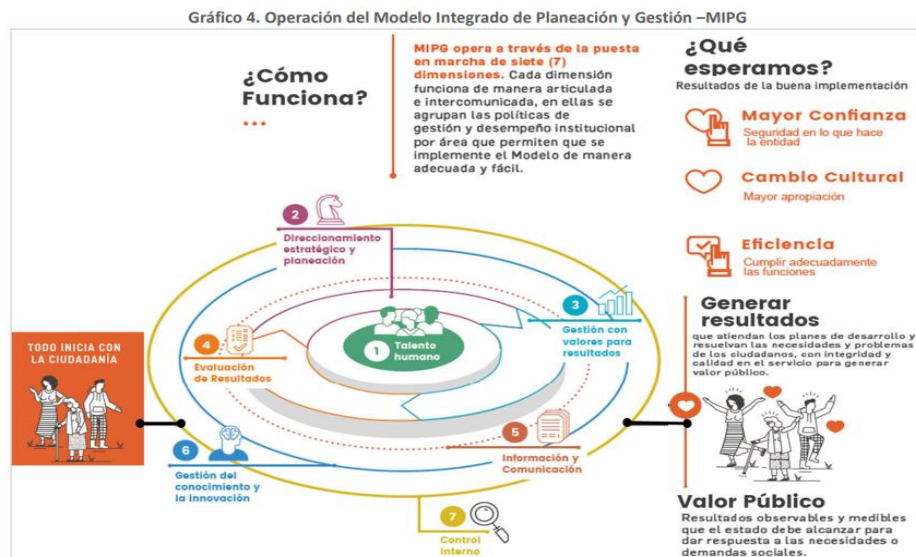 Gráfico 4. Operación del Modelo Integrado de Planeación y Gestión –MIPG
¿Cómo
Funciona?
...
MIPG opera a través de la puesta
en marcha de siete (7)
dimensiones. Cada dimensión
funciona de manera articulada
e intercomunicada, en ellas se
agrupan las políticas de
gestión y desempeño institucional
por área que permiten que se
implemente el Modelo de manera
adecuada y fácil.
¿Qué
esperamos?
Resultados de la buena implementación
Mayor Confianza
Seguridad en lo que hace
la entidad
Cambio Cultural
Mayor apropiación
Eficiencia
Cumplir adecuadamente
las funciones
Generar
resultados
que atiendan los planes de desarrollo y
resuelvan las necesidades y problemas
de los ciudadanos, con integridad y
calidad en el servicio para generar
valor público.
Valor Público
Resultados observables y medibles
que el estado debe alcanzar para
dar respuesta a las necesidades o
demandas sociales.
TODO INICIA CON
LA CIUDADANÍA
1
Talento
humano
2
Direccionamiento
estratégico y
planeación
3
Gestión con
valores para
resultados
4
Evaluación
de Resultados
5
Información y
Comunicación
6
Gestión del
conocimiento y
la innovación
7
Control
Interno